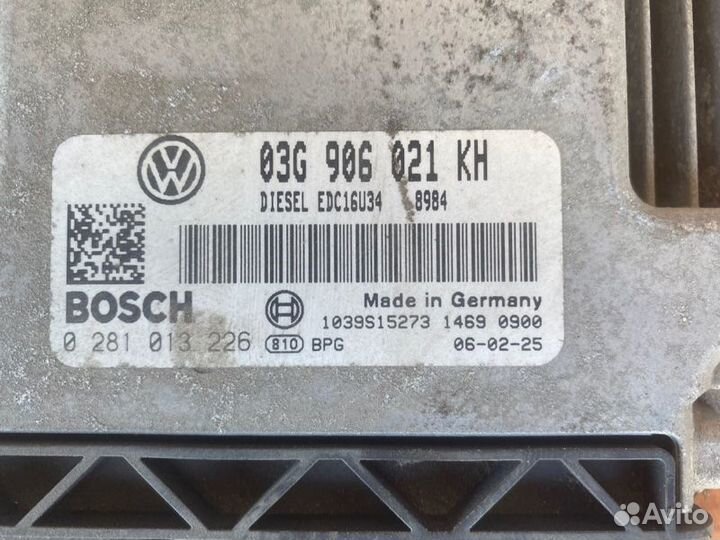 03G 906 021 KH
DIESEL EDC16U34 8984
BOSCH
Made in Germany
1039S15273 1469 0900
0 281 013 226 810 BPG 06-02-25
Avito